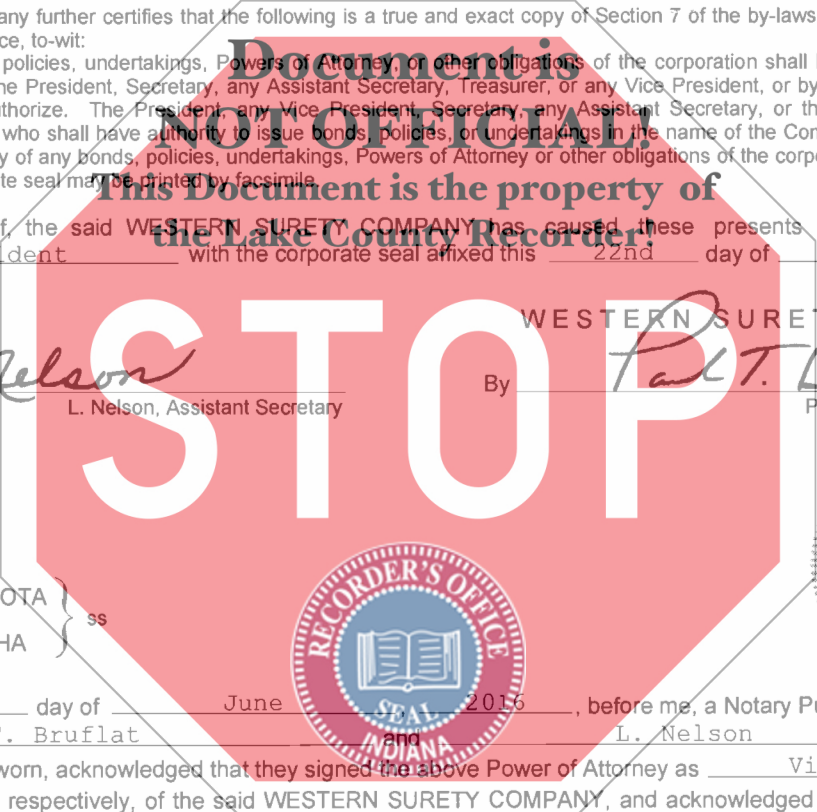 any further certifies that the following is a true and exact copy of Section 7 of the by-laws
ce, to-wit:
policies, undertakings, Powers of Attorney, or other obligations of the corporation shall
Document is
he President, Secretary, any Assistant Secretary, Treasurer, or any Vice President, or by
uthorize. The President, any Vice President, Secretary, any Assistant Secretary, or th
NOT OFFICIAL!
who shall have authority to issue bonds, policies, or undertakings in the name of the Com
y of any bonds, policies, undertakings, Powers of Attorney or other obligations of the corpo
te seal may be printed by facsimile.
This Document is the property of
f, the said WESTERN SURETY COMPANY has caused these presents
the Lake County Recorder!
ident with the corporate seal affixed this 22nd day of
WESTERN SURET
STOP
Nelson
By Paul T.
L. Nelson, Assistant Secretary P
RECORDER'S OFFICE
OTA
ss
HA
SEAL
INDIANA
day of June , 2016 , before me, a Notary Pu
T. Bruflat and L. Nelson
worn, acknowledged that they signed the above Power of Attorney as Vi
respectively, of the said WESTERN SURETY COMPANY, and acknowledged